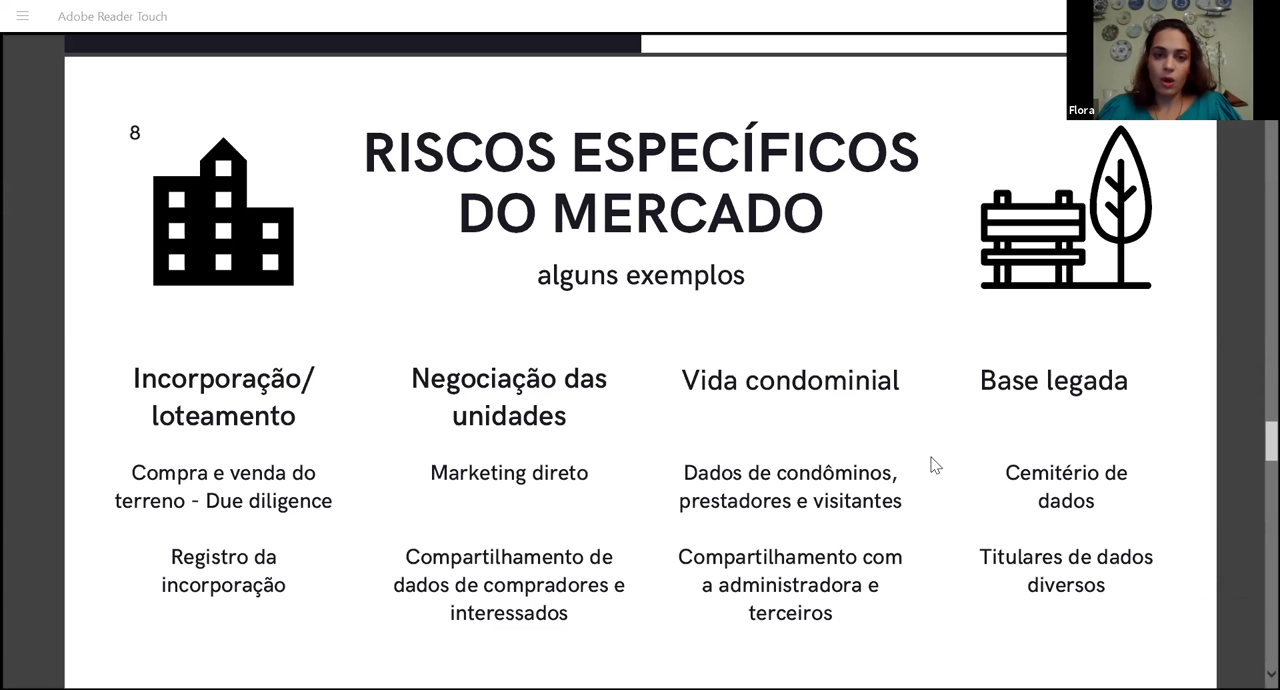 Adobe Reader Touch
Flora
8
RISCOS ESPECÍFICOS
DO MERCADO
alguns exemplos
Incorporação/
loteamento
Compra e venda do
terreno - Due diligence
Registro da
incorporação
Negociação das
unidades
Marketing direto
Compartilhamento de
dados de compradores e
interessados
Vida condominial
Dados de condôminos,
prestadores e visitantes
Compartilhamento com
a administradora e
terceiros
Base legada
Cemitério de
dados
Titulares de dados
diversos